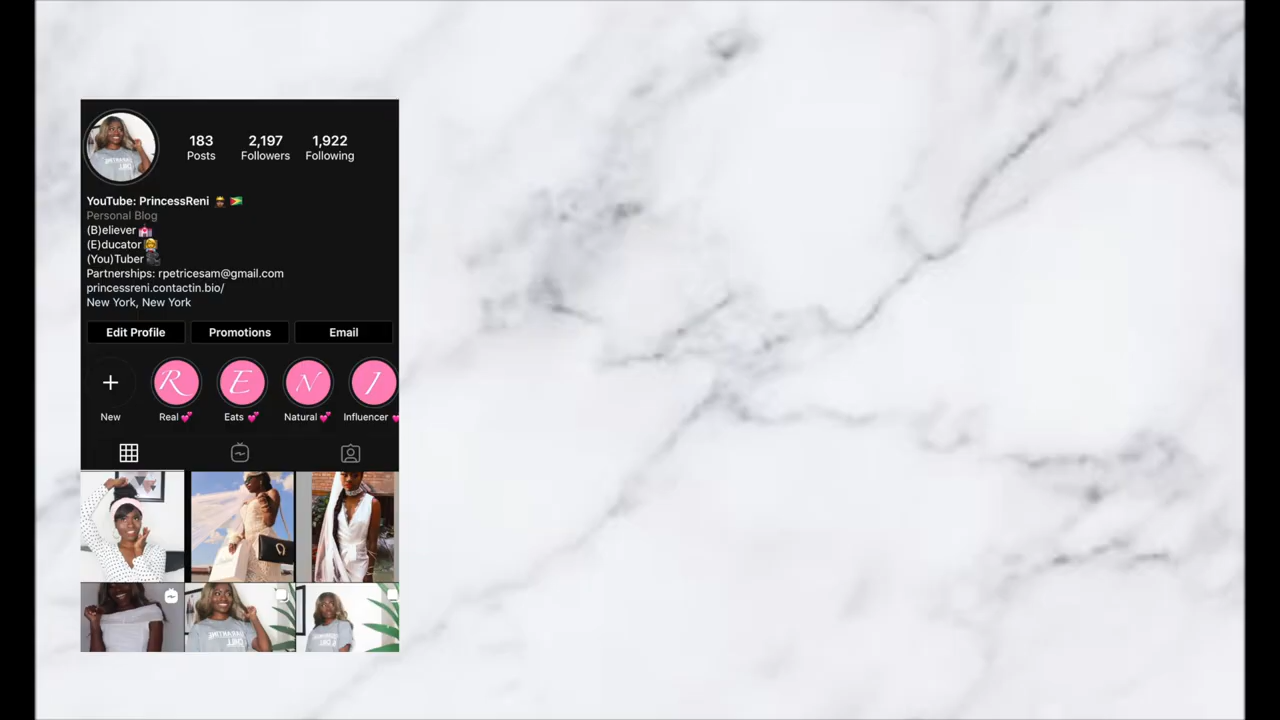 183 2,197 1,922
Posts Followers Following
YouTube: PrincessReni
Personal Blog
(B)eliever
(E)ducator
(You)Tuber
Partnerships: rpetricesam@gmail.com
princessreni.contactin.bio/
New York, New York
Edit Profile Promotions Email
R E N I
New Real Eats Natural Influencer